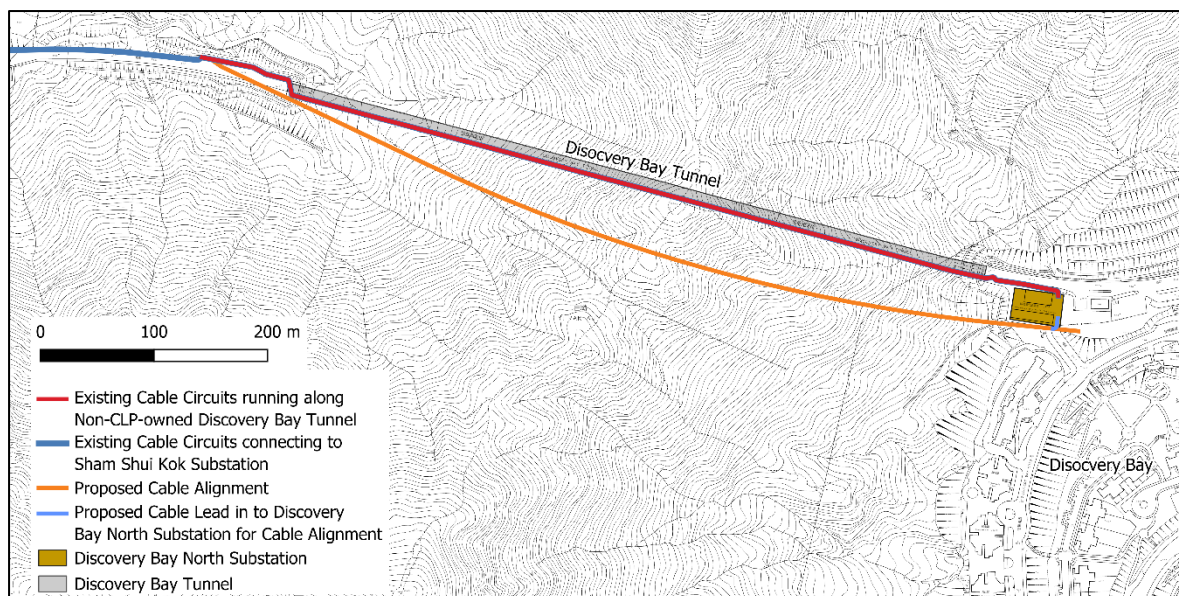 Disocvery Bay Tunnel
0 100 200 m
Existing Cable Circuits running along
Non-CLP-owned Discovery Bay Tunnel
Existing Cable Circuits connecting to
Sham Shui Kok Substation
Proposed Cable Alignment
Proposed Cable Lead in to Discovery
Bay North Substation for Cable Alignment
Discovery Bay North Substation
Discovery Bay Tunnel
Disocvery Bay